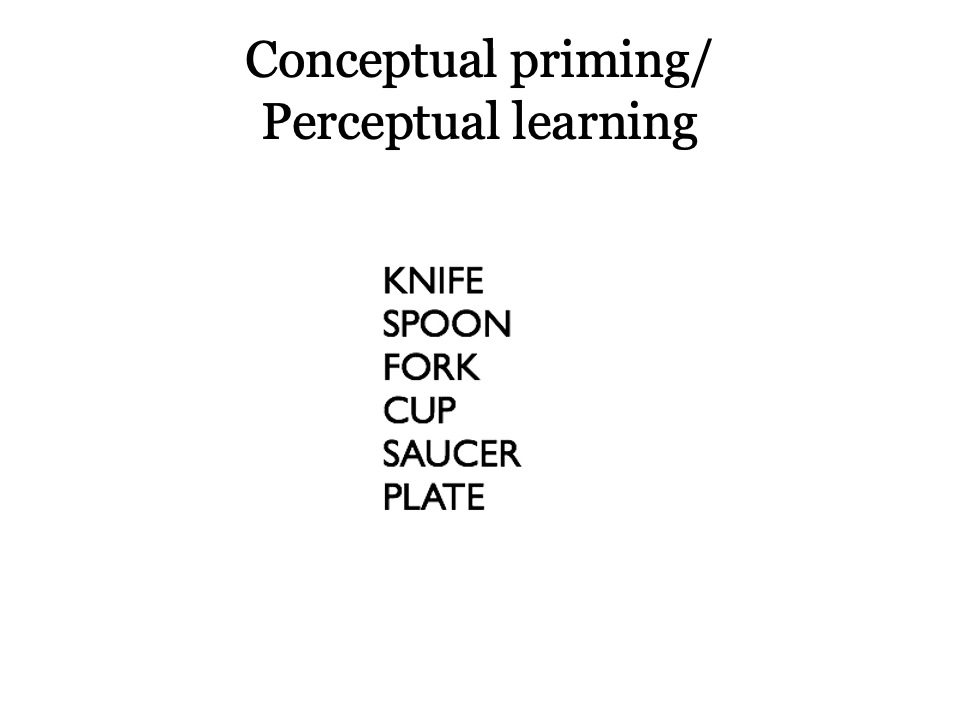 Conceptual priming/
Perceptual learning
KNIFE
SPOON
FORK
CUP
SAUCER
PLATE